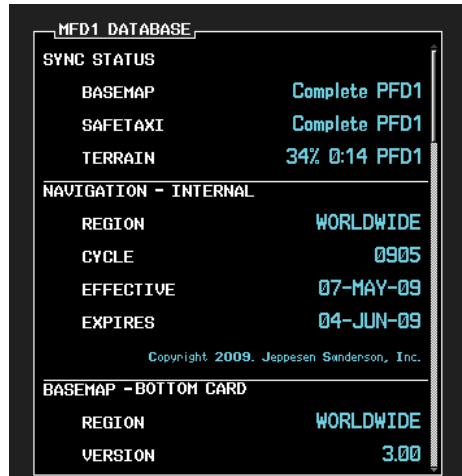 MFD1 DATABASE
SYNC STATUS
BASEMAP Complete PFD1
SAFETAXI Complete PFD1
TERRAIN 34% 0:14 PFD1
NAVIGATION - INTERNAL
REGION WORLDWIDE
CYCLE 0905
EFFECTIVE 07-MAY-09
EXPIRES 04-JUN-09
Copyright 2009. Jeppesen Sanderson, Inc.
BASEMAP - BOTTOM CARD
REGION WORLDWIDE
VERSION 3.00